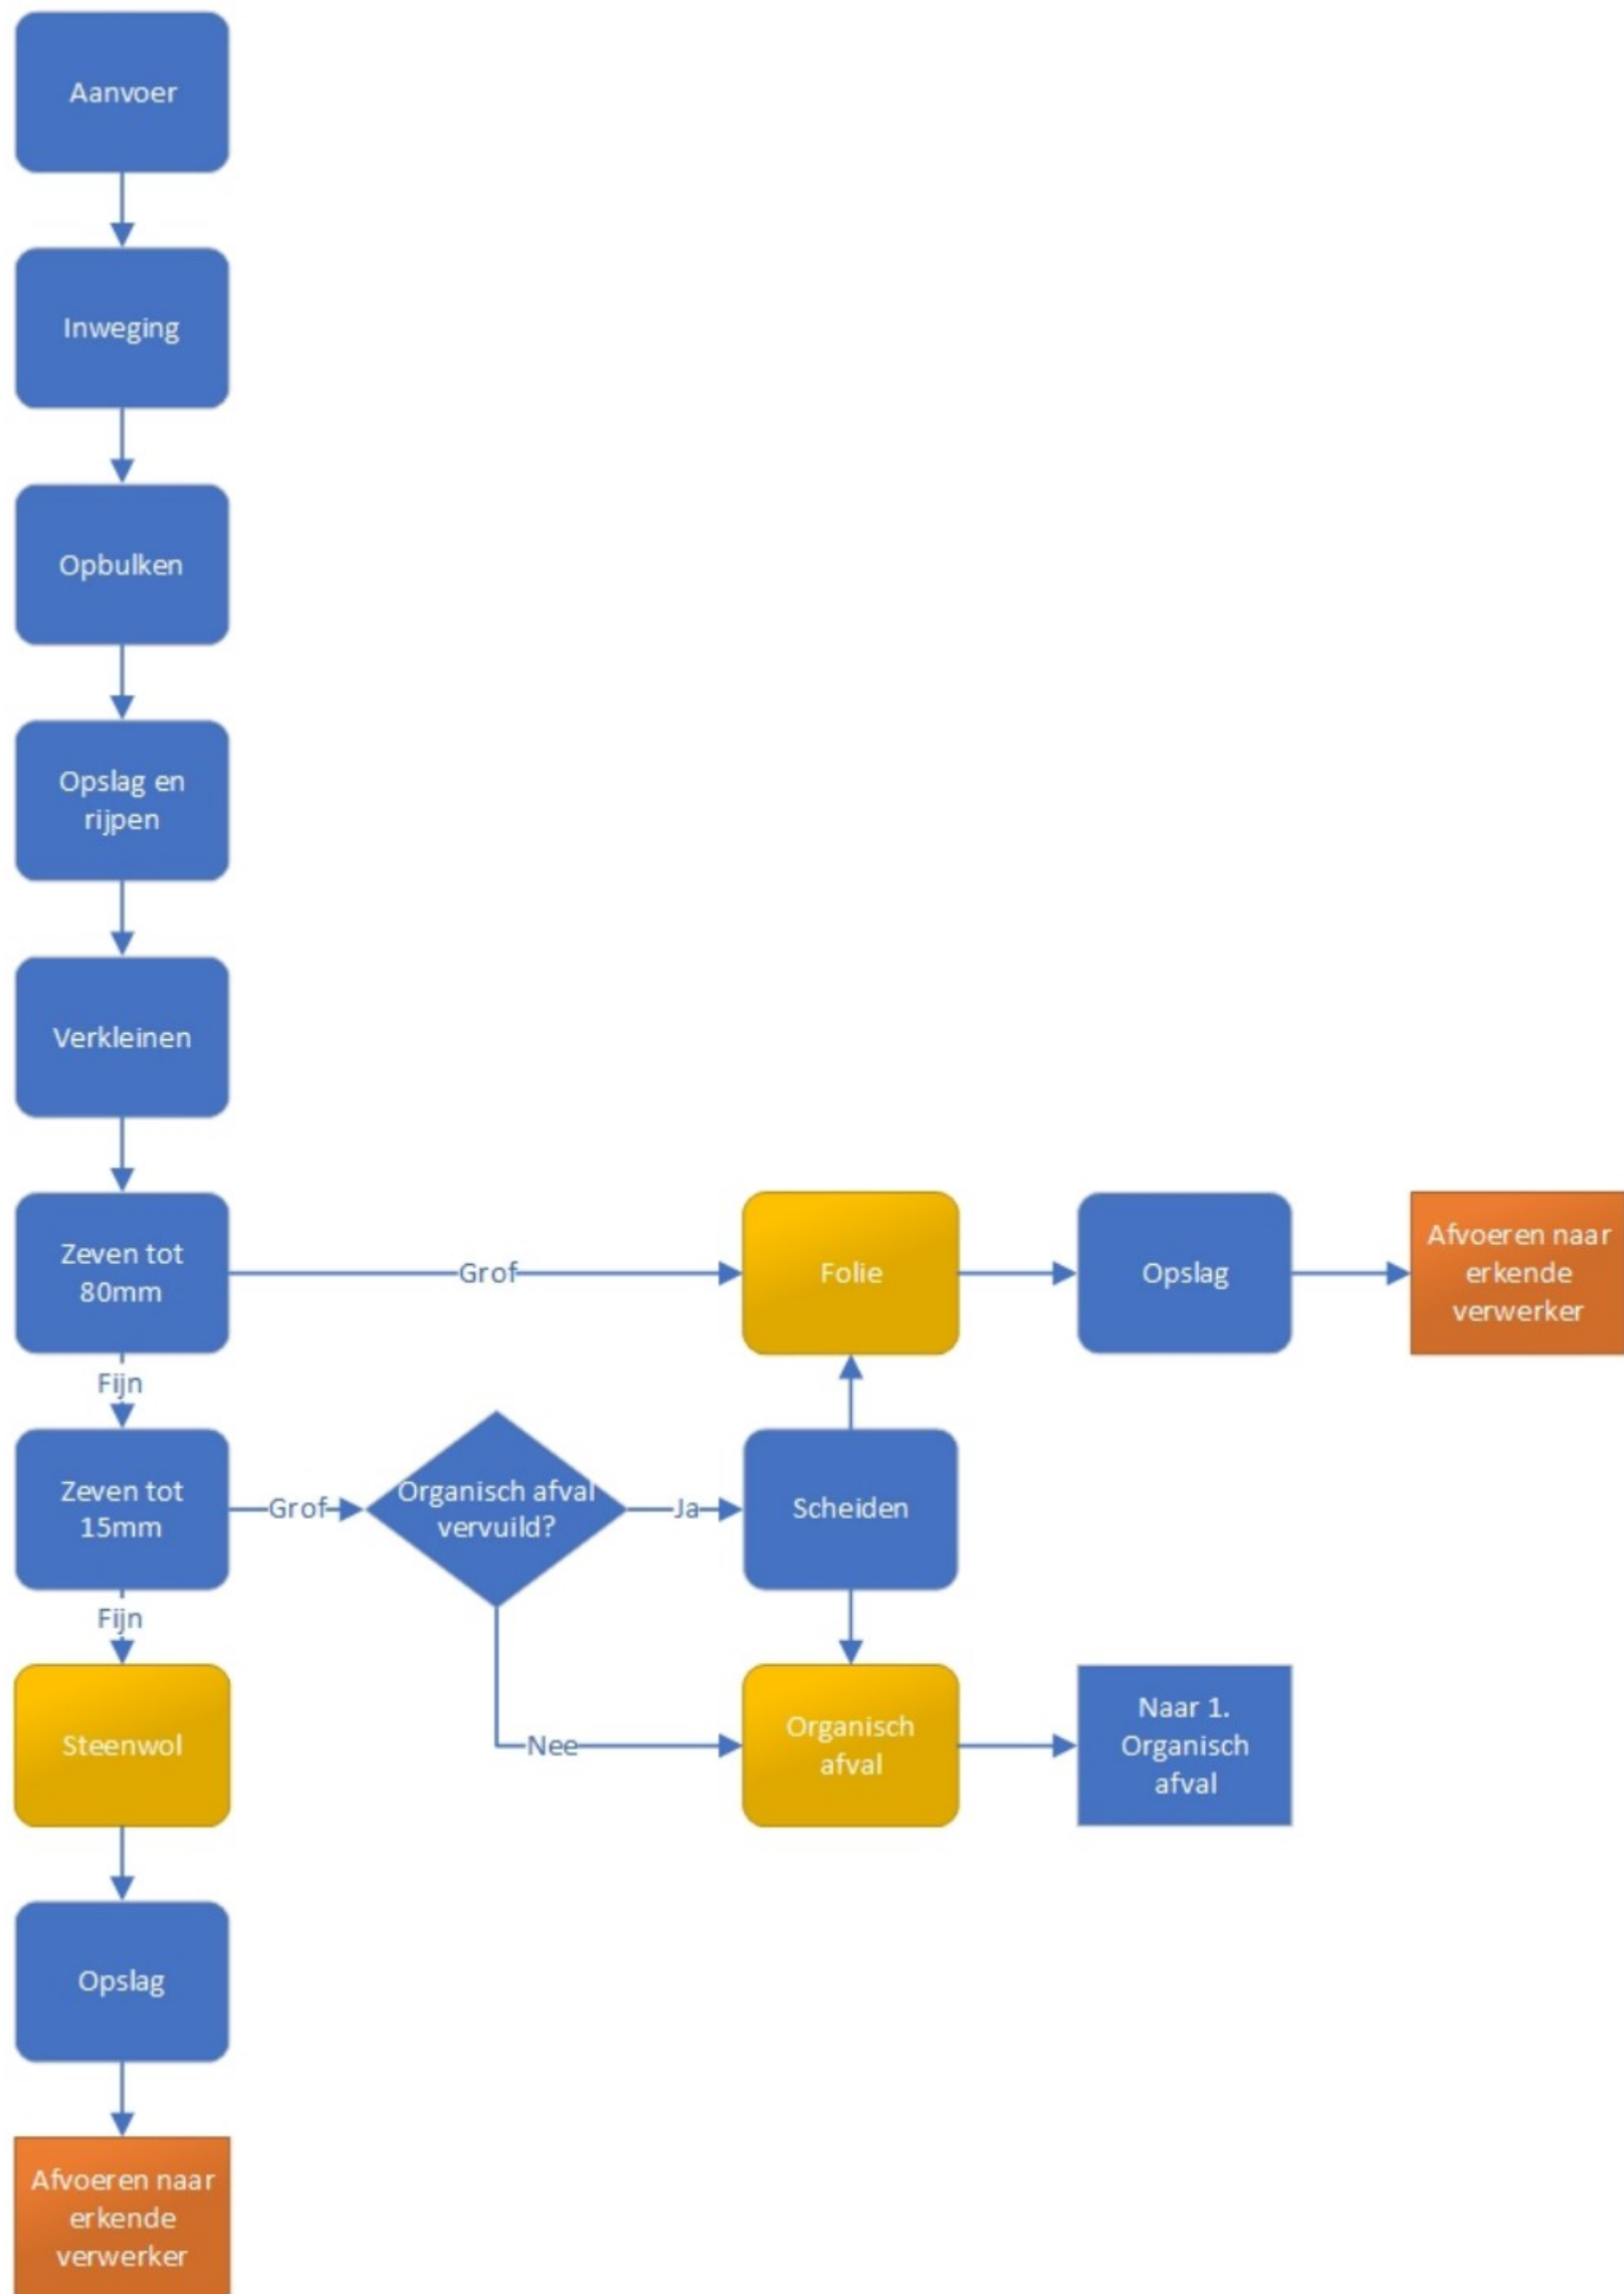 Aanvoer
Inweging
Opbulken
Opslag en
rijpen
Verkleinen
Zeven tot
80mm
Grof
Folie
Opslag
Afvoeren naar
erkende
verwerker
Fijn
Zeven tot
15mm
Grof
Organisch afval
vervuild?
Ja
Scheiden
Fijn
Steenwol
Nee
Organisch
afval
Naar 1.
Organisch
afval
Opslag
Afvoeren naar
erkende
verwerker